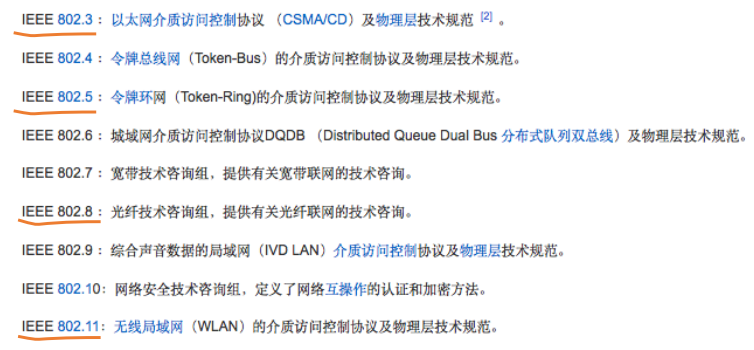 IEEE 802.3：以太网介质访问控制协议 （CSMA/CD）及物理层技术规范 [2] 。
IEEE 802.4：令牌总线网（Token-Bus）的介质访问控制协议及物理层技术规范。
IEEE 802.5：令牌环网（Token-Ring)的介质访问控制协议及物理层技术规范。
IEEE 802.6：城域网介质访问控制协议DQDB （Distributed Queue Dual Bus 分布式队列双总线）及物理层技术规范。
IEEE 802.7：宽带技术咨询组，提供有关宽带联网的技术咨询。
IEEE 802.8：光纤技术咨询组，提供有关光纤联网的技术咨询。
IEEE 802.9：综合声音数据的局域网（IVD LAN）介质访问控制协议及物理层技术规范。
IEEE 802.10：网络安全技术咨询组，定义了网络互操作的认证和加密方法。
IEEE 802.11：无线局域网（WLAN）的介质访问控制协议及物理层技术规范。